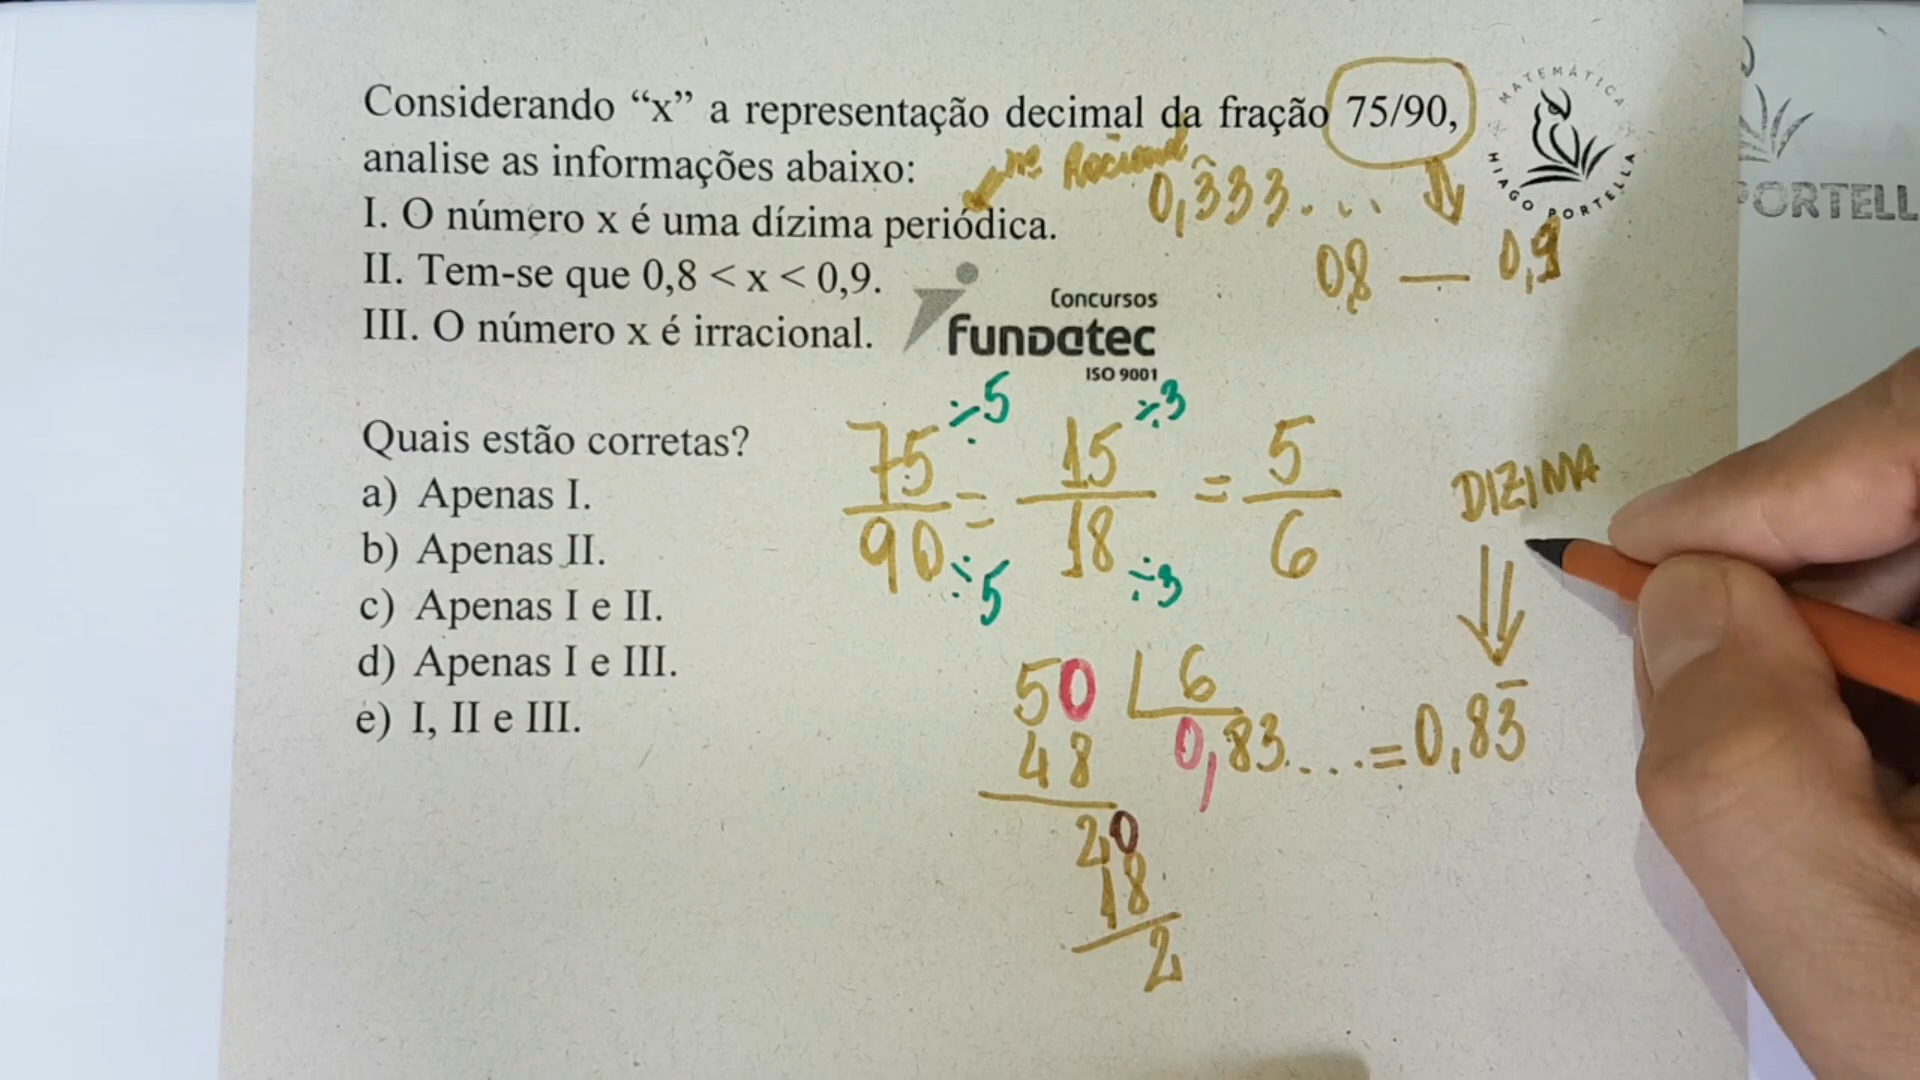 Considerando “x” a representação decimal da fração 75/90,
analise as informações abaixo:
I. O número x é uma dízima periódica.
II. Tem-se que 0,8 < x < 0,9.
III. O número x é irracional.
Quais estão corretas?
a) Apenas I.
b) Apenas II.
c) Apenas I e II.
d) Apenas I e III.
e) I, II e III.
MATEMÁTICA
HIAGO PORTELLA
PORTELL
Concursos
FUNDATEC
ISO 9001
0,333...
0,8 — 0,9
÷5 ÷3
75/90 = 15/18 = 5/6
÷5 ÷3
DIZIMA
50 6
48 0,83.... = 0,83̅
20
18
2